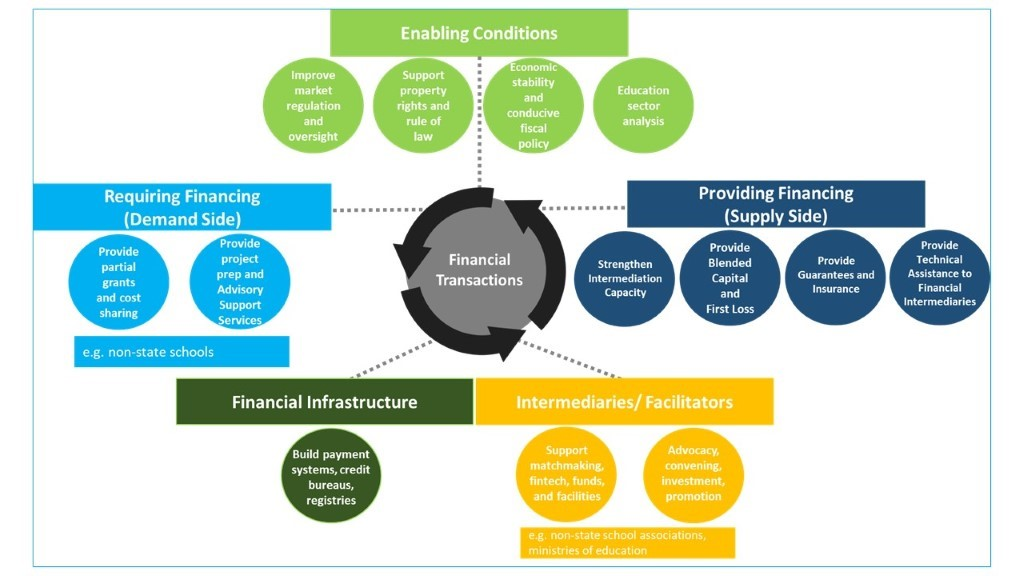 Enabling Conditions
Improve
market
regulation
and
oversight
Support
property
rights and
rule of
law
Economic
stability
and
conducive
fiscal
policy
Education
sector
analysis
Requiring Financing
(Demand Side)
Provide
partial
grants
and cost
sharing
Provide
project
prep and
Advisory
Support
Services
e.g. non-state schools
Financial
Transactions
Providing Financing
(Supply Side)
Strengthen
Intermediation
Capacity
Provide
Blended
Capital
and
First Loss
Provide
Guarantees and
Insurance
Provide
Technical
Assistance to
Financial
Intermediaries
Financial Infrastructure
Build payment
systems, credit
bureaus,
registries
Intermediaries/ Facilitators
Support
matchmaking,
fintech, funds,
and facilities
Advocacy,
convening,
investment,
promotion
e.g. non-state school associations,
ministries of education